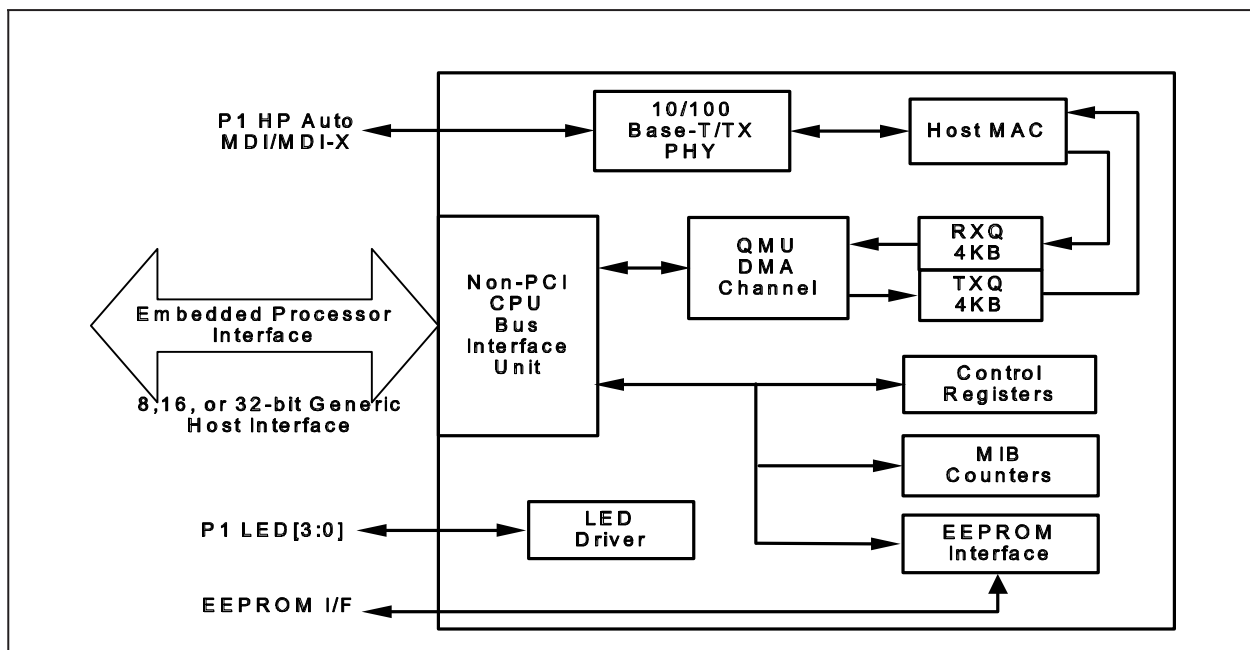 P1 HP Auto
MDI/MDI-X
10/100
Base-T/TX
PHY
Host MAC
RXQ
4KB
TXQ
4KB
QMU
DMA
Channel
Non-PCI
CPU
Bus
Interface
Unit
Embedded Processor
Interface
8,16, or 32-bit Generic
Host Interface
Control
Registers
MIB
Counters
EEPROM
Interface
P1 LED[3:0]
LED
Driver
EEPROM I/F